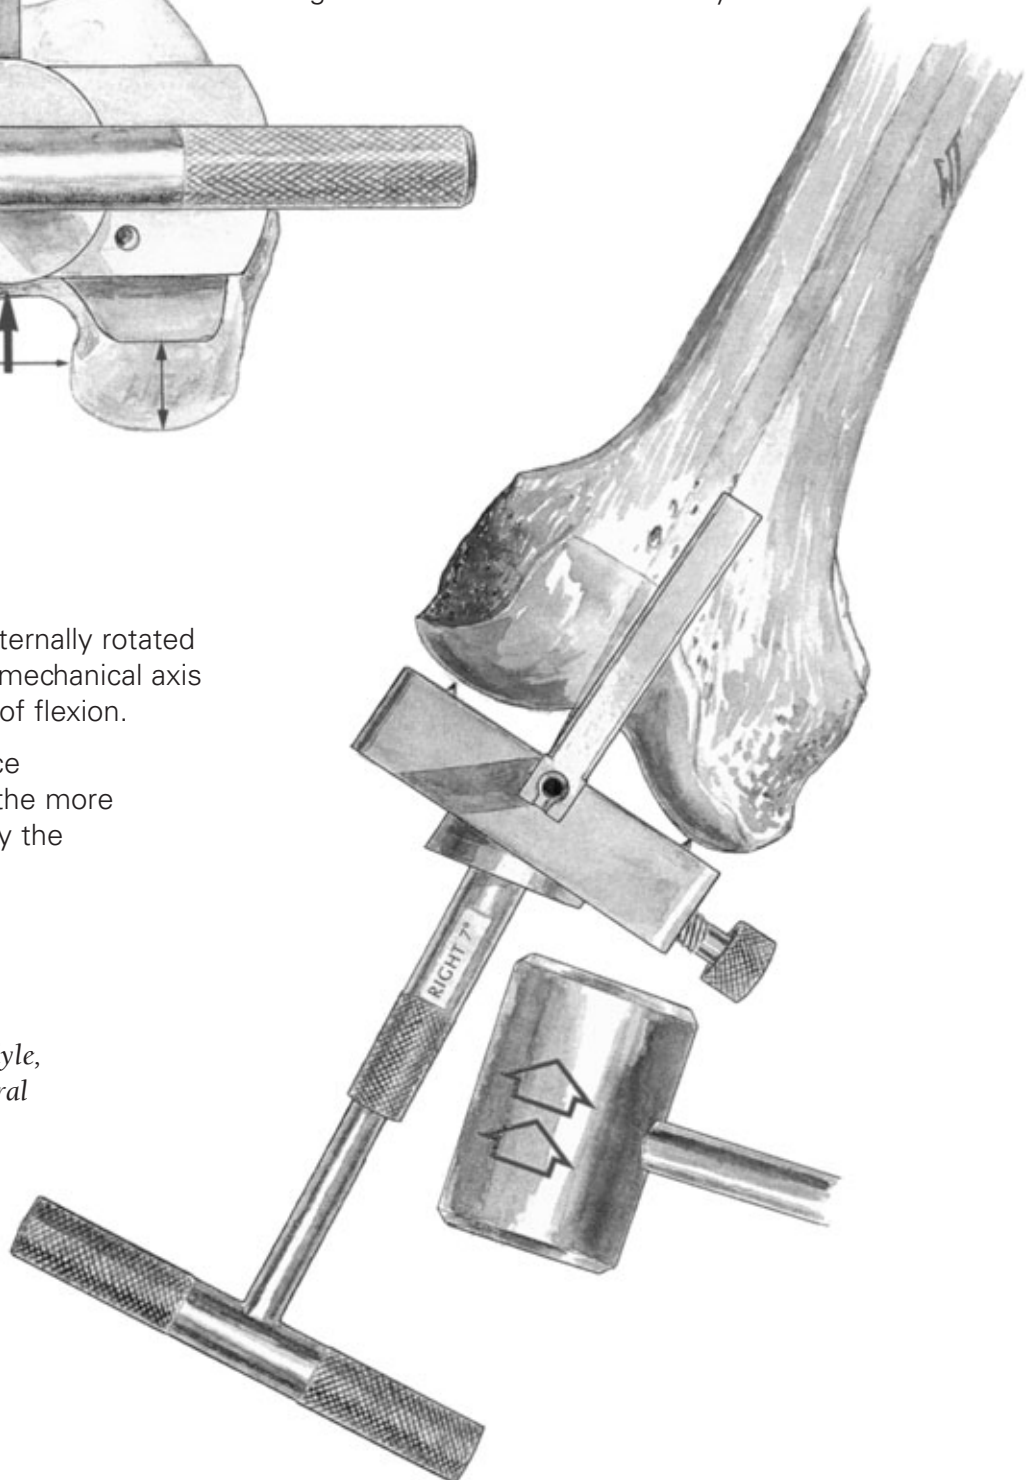 ternally rotated
mechanical axis
of flexion.
ce
the more
y the
RIGHT 7°
yle,
ral